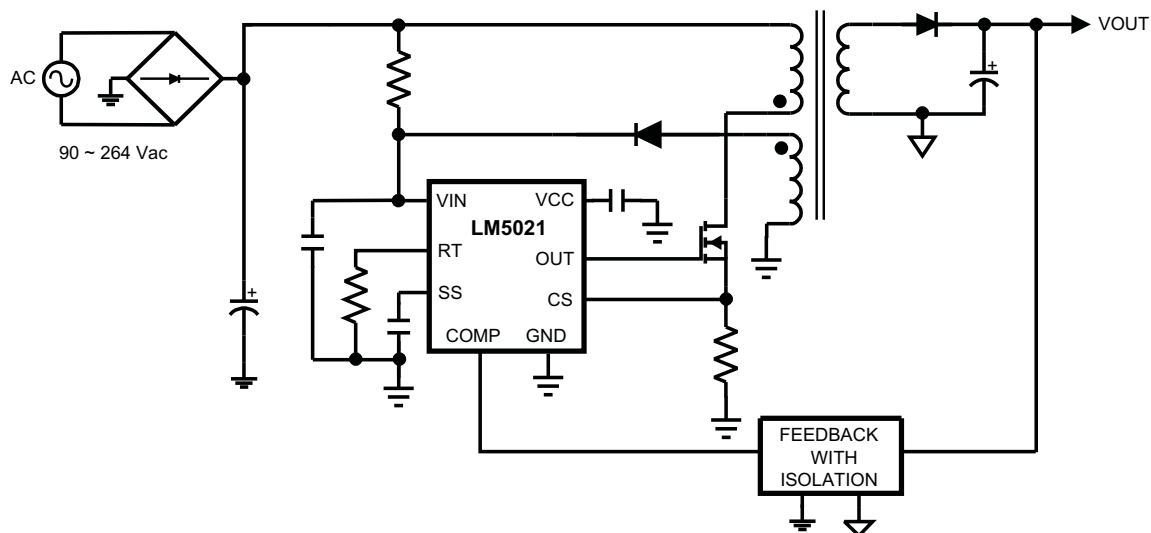 VOUT
AC
90 ~ 264 Vac
VIN
VCC
LM5021
RT
OUT
SS
CS
COMP
GND
+
+
FEEDBACK
WITH
ISOLATION